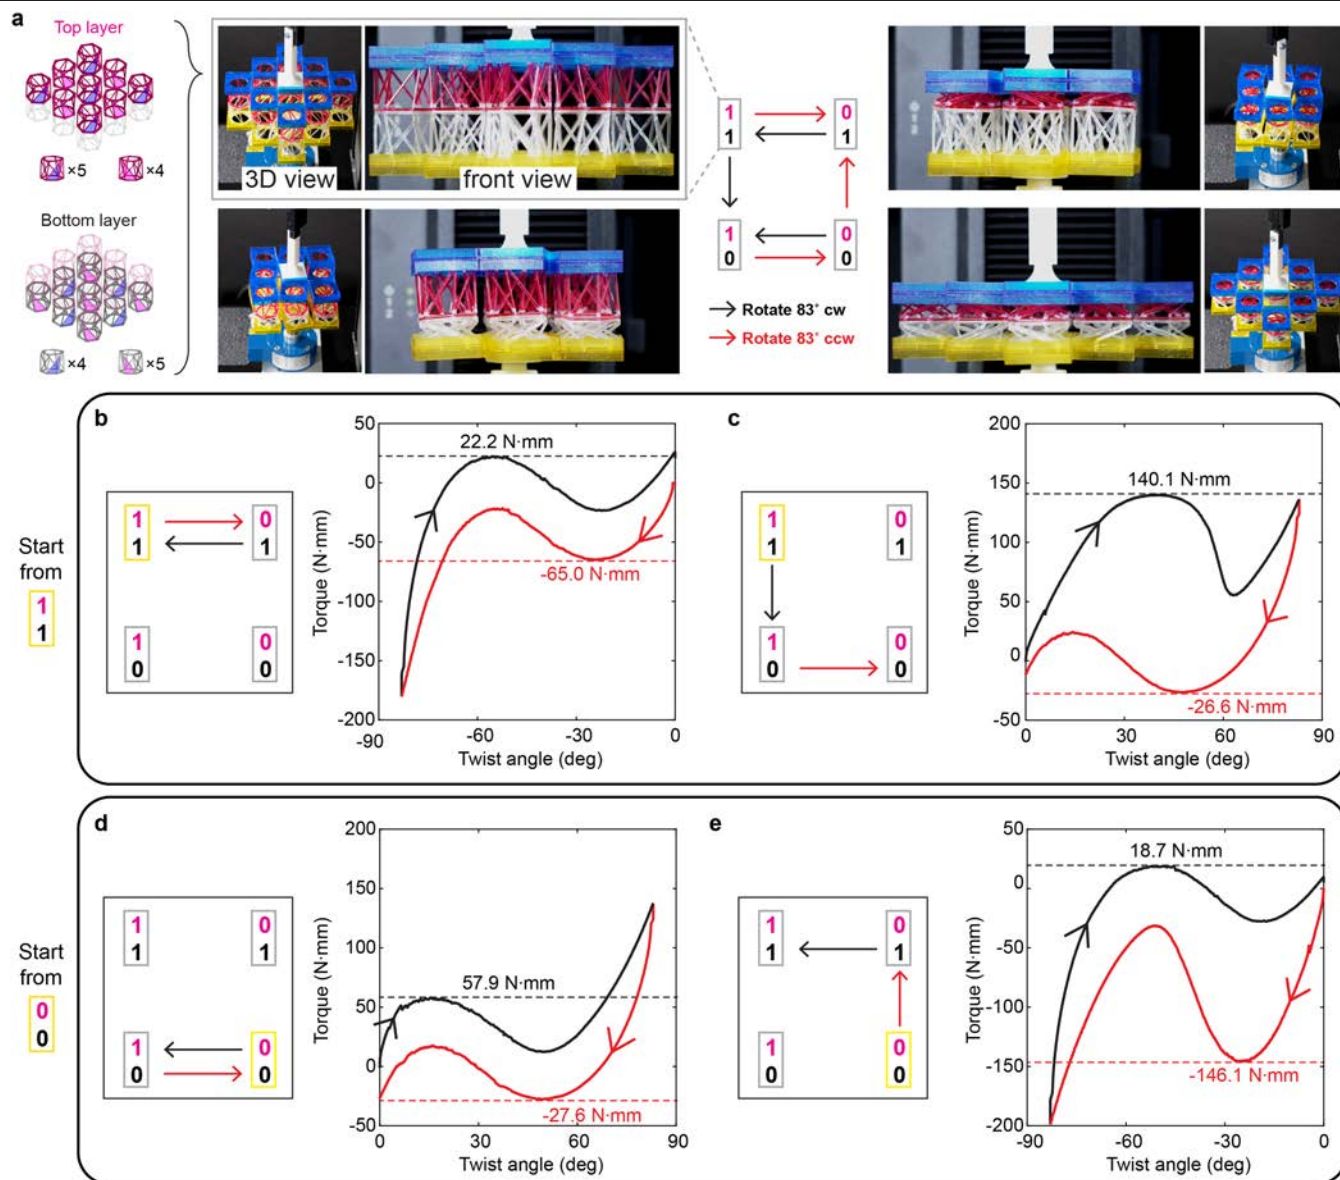 a
Top layer
×5
×4
Bottom layer
×4
×5
3D view
front view
1
1
0
1
1
0
0
0
Rotate 83° cw
Rotate 83° ccw
Start
from
1
1
b
1
1
0
1
1
0
0
0
Torque (N·mm)
50
0
-50
-100
-150
-200
22.2 N·mm
-65.0 N·mm
-90
-60
-30
0
Twist angle (deg)
c
1
1
0
1
1
0
0
0
Torque (N·mm)
200
150
100
50
0
-50
140.1 N·mm
-26.6 N·mm
0
30
60
90
Twist angle (deg)
Start
from
0
0
d
1
1
0
1
1
0
0
0
Torque (N·mm)
200
150
100
50
0
-50
57.9 N·mm
-27.6 N·mm
0
30
60
90
Twist angle (deg)
e
1
1
0
1
1
0
0
0
Torque (N·mm)
50
0
-50
-100
-150
-200
18.7 N·mm
-146.1 N·mm
-90
-60
-30
0
Twist angle (deg)